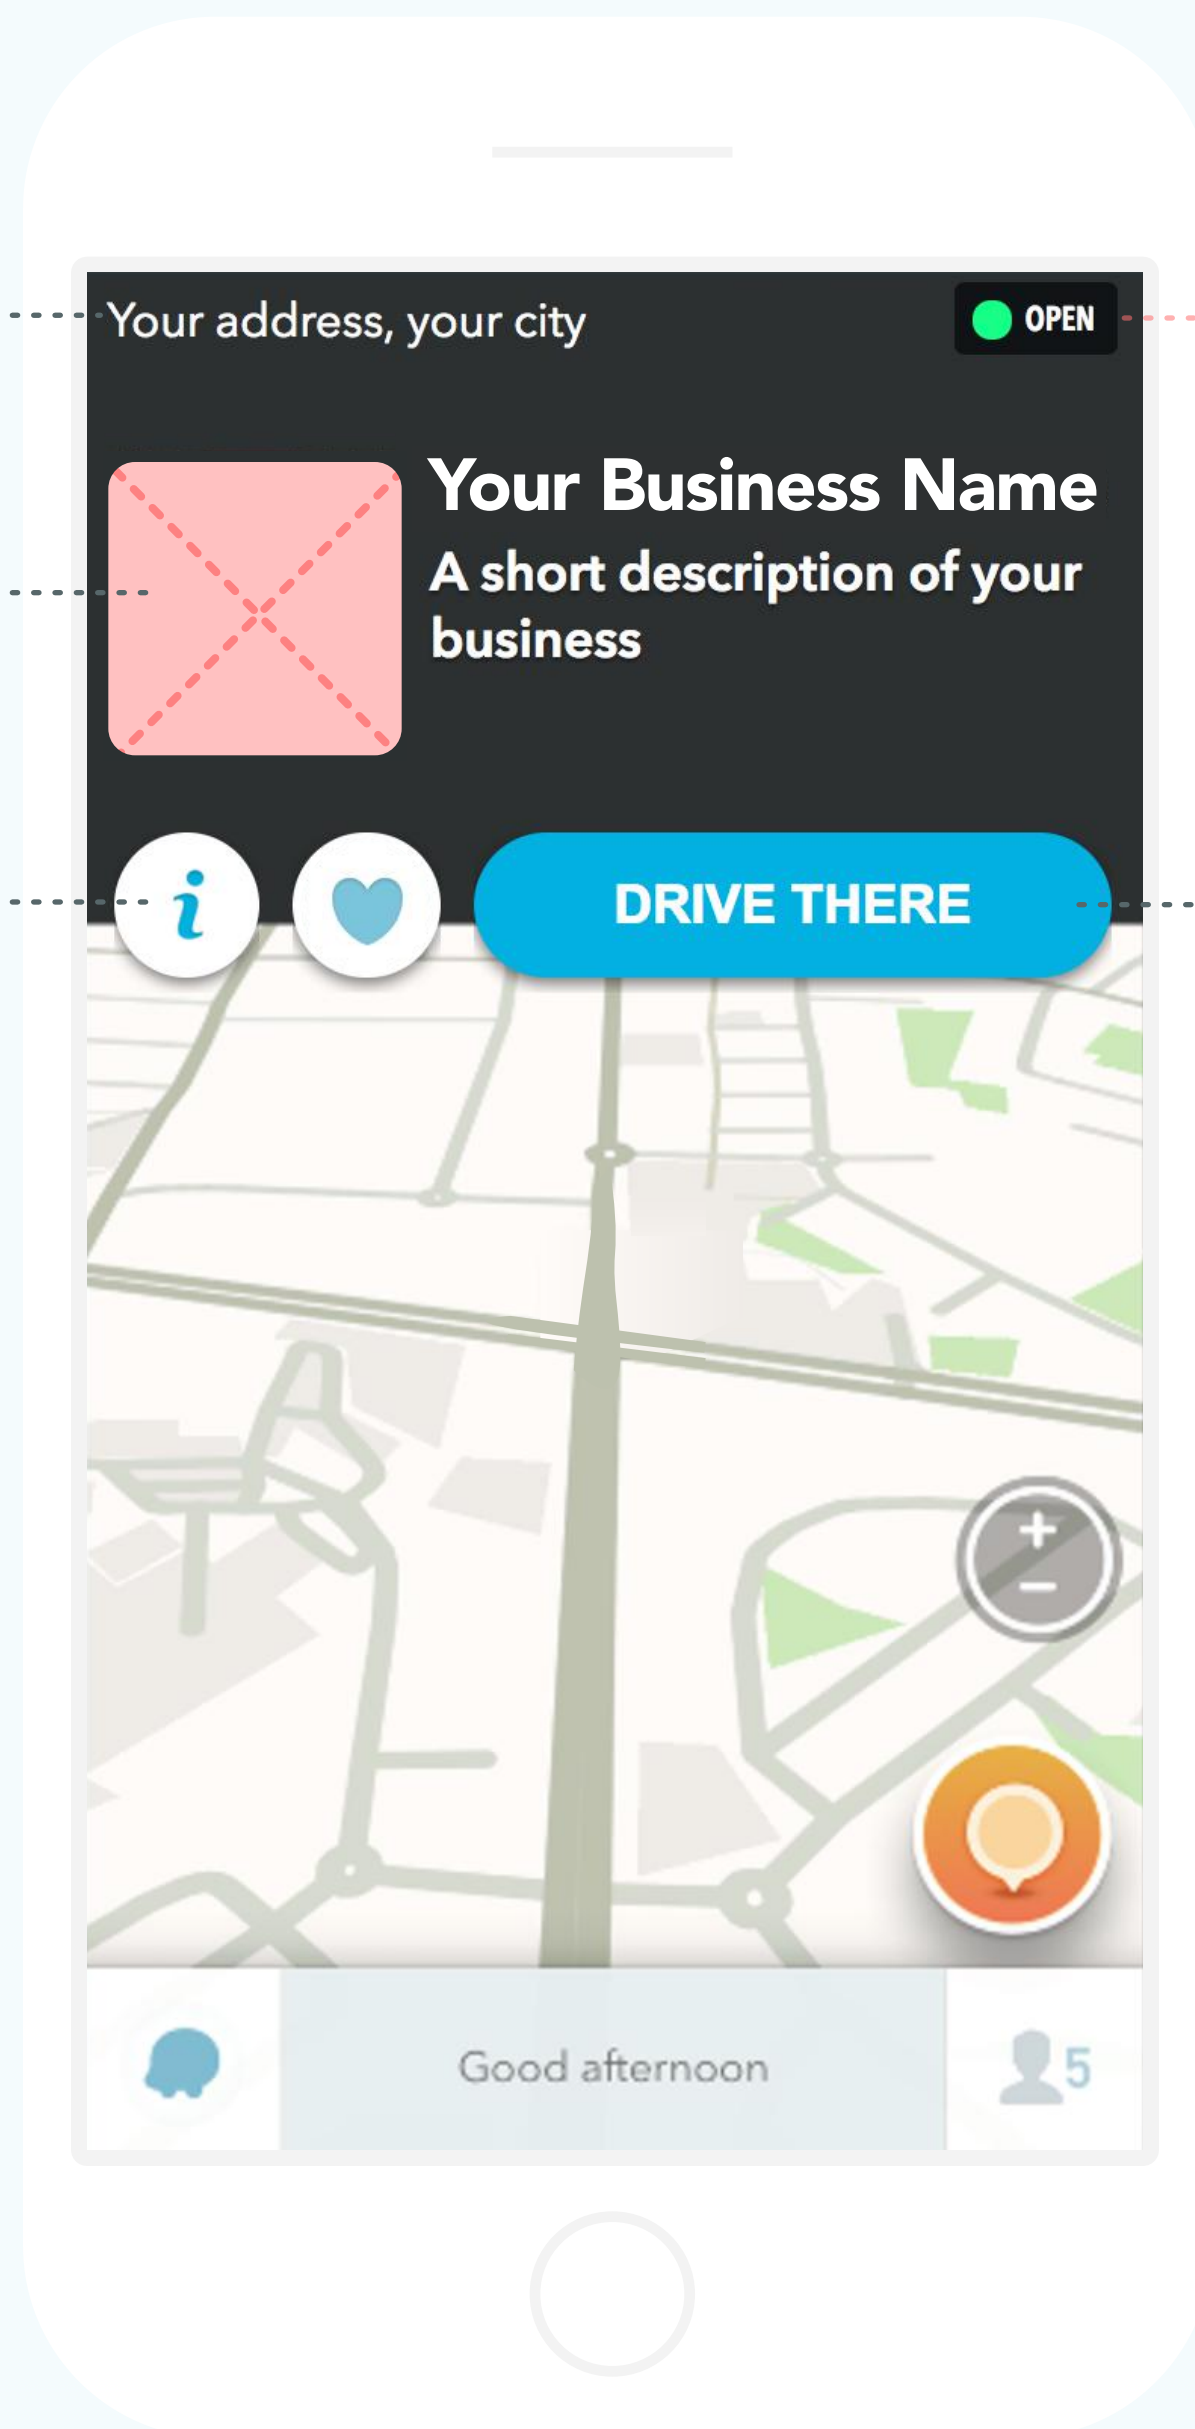 Your address, your city
OPEN
Your Business Name
A short description of your
business
i
DRIVE THERE
+
−
Good afternoon
5